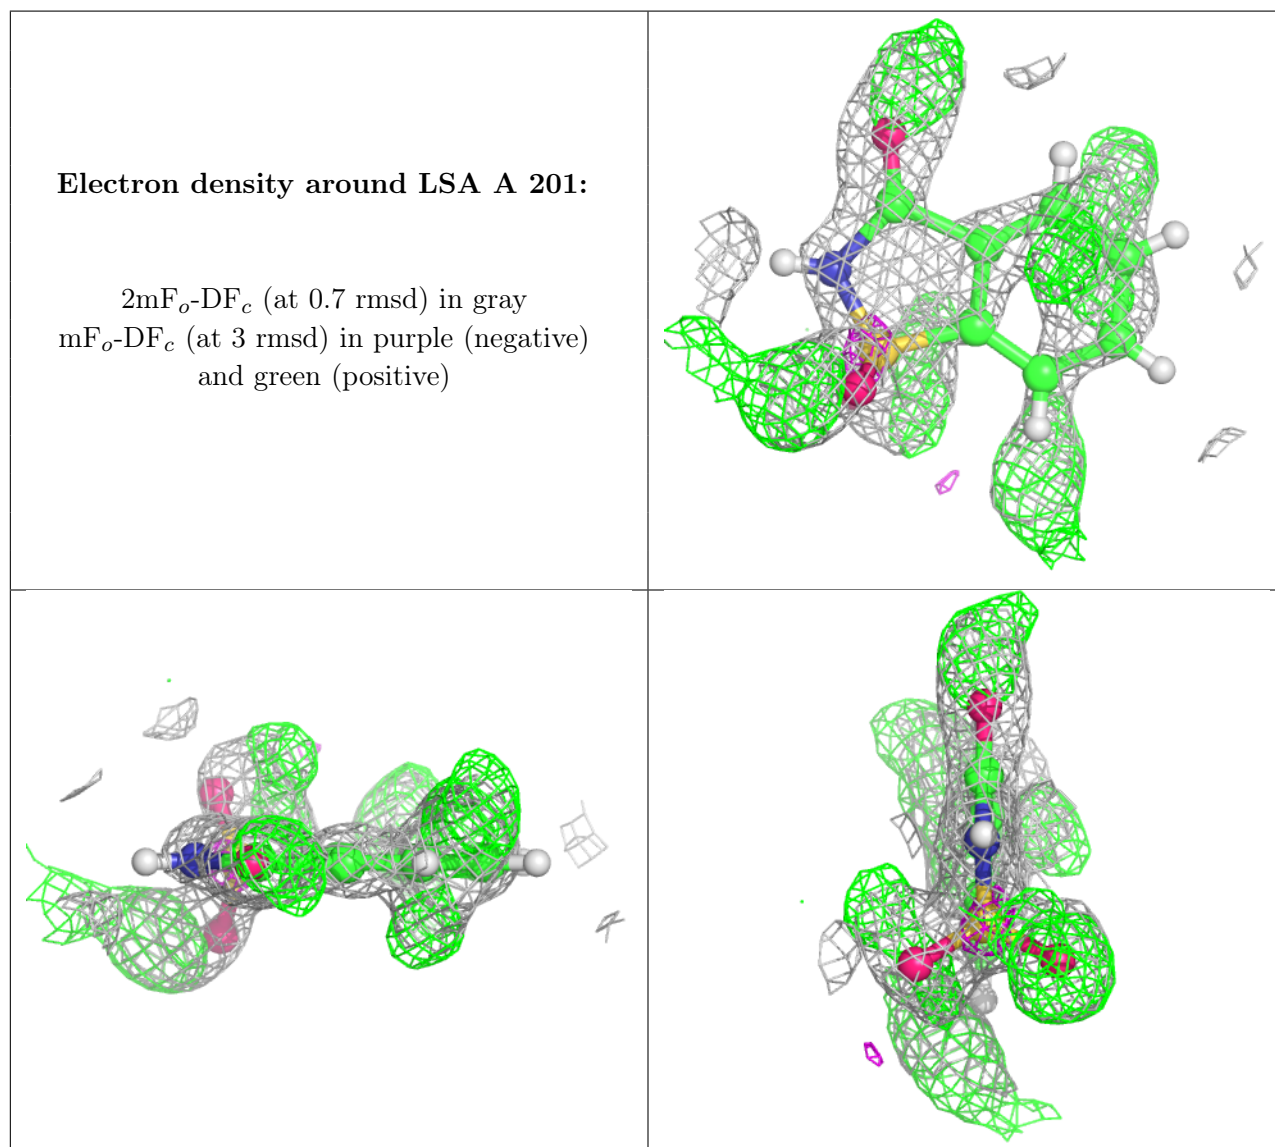 Electron density around LSA A 201:
2mFo-DFc (at 0.7 rmsd) in gray
mFo-DFc (at 3 rmsd) in purple (negative)
and green (positive)